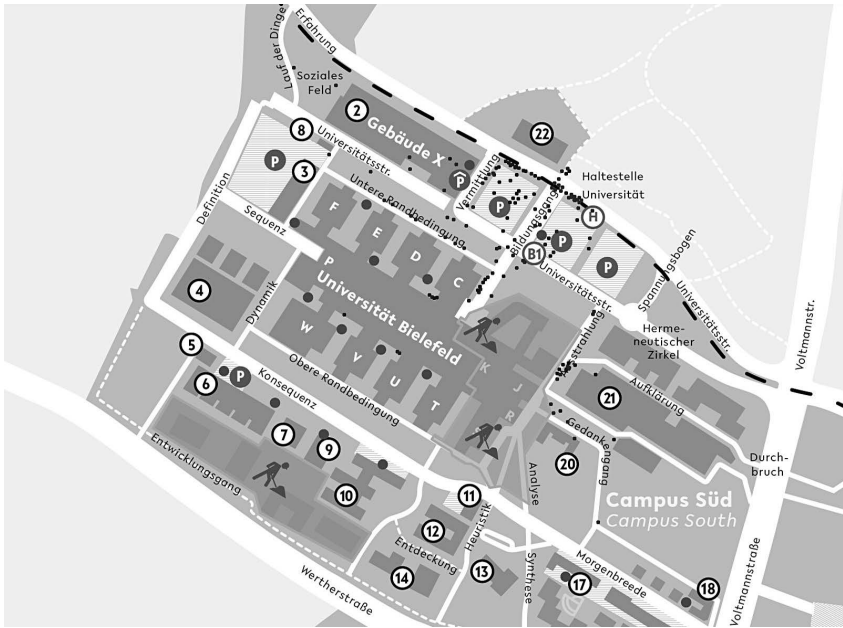 Erfahrung
Lauf der Dinge
Soziales
Feld
2
Gebäude X
22
8
P
3
Universitätsstr.
P
Vermittlung
P
Haltestelle
Universität
H
Untere Randbedingung
Bildungsgang
Definition
Sequenz
F
E
D
C
B1
P
P
Universitätsstr.
Spannungsbogen
Universitätsstr.
Voltmannstr.
P
Universität Bielefeld
4
Dynamik
W
V
U
T
K
J
R
Herme-
neutischer
Zirkel
5
6
P
Konsequenz
Obere Randbedingung
21
Aufklärung
Gedankengang
7
9
10
20
Durch-
bruch
Entwicklungsgang
11
Analyse
Campus Süd
Campus South
12
Heuristik
Entdeckung
13
14
Synthese
Morgenbreede
17
18
Wertherstraße
Voltmannstraße